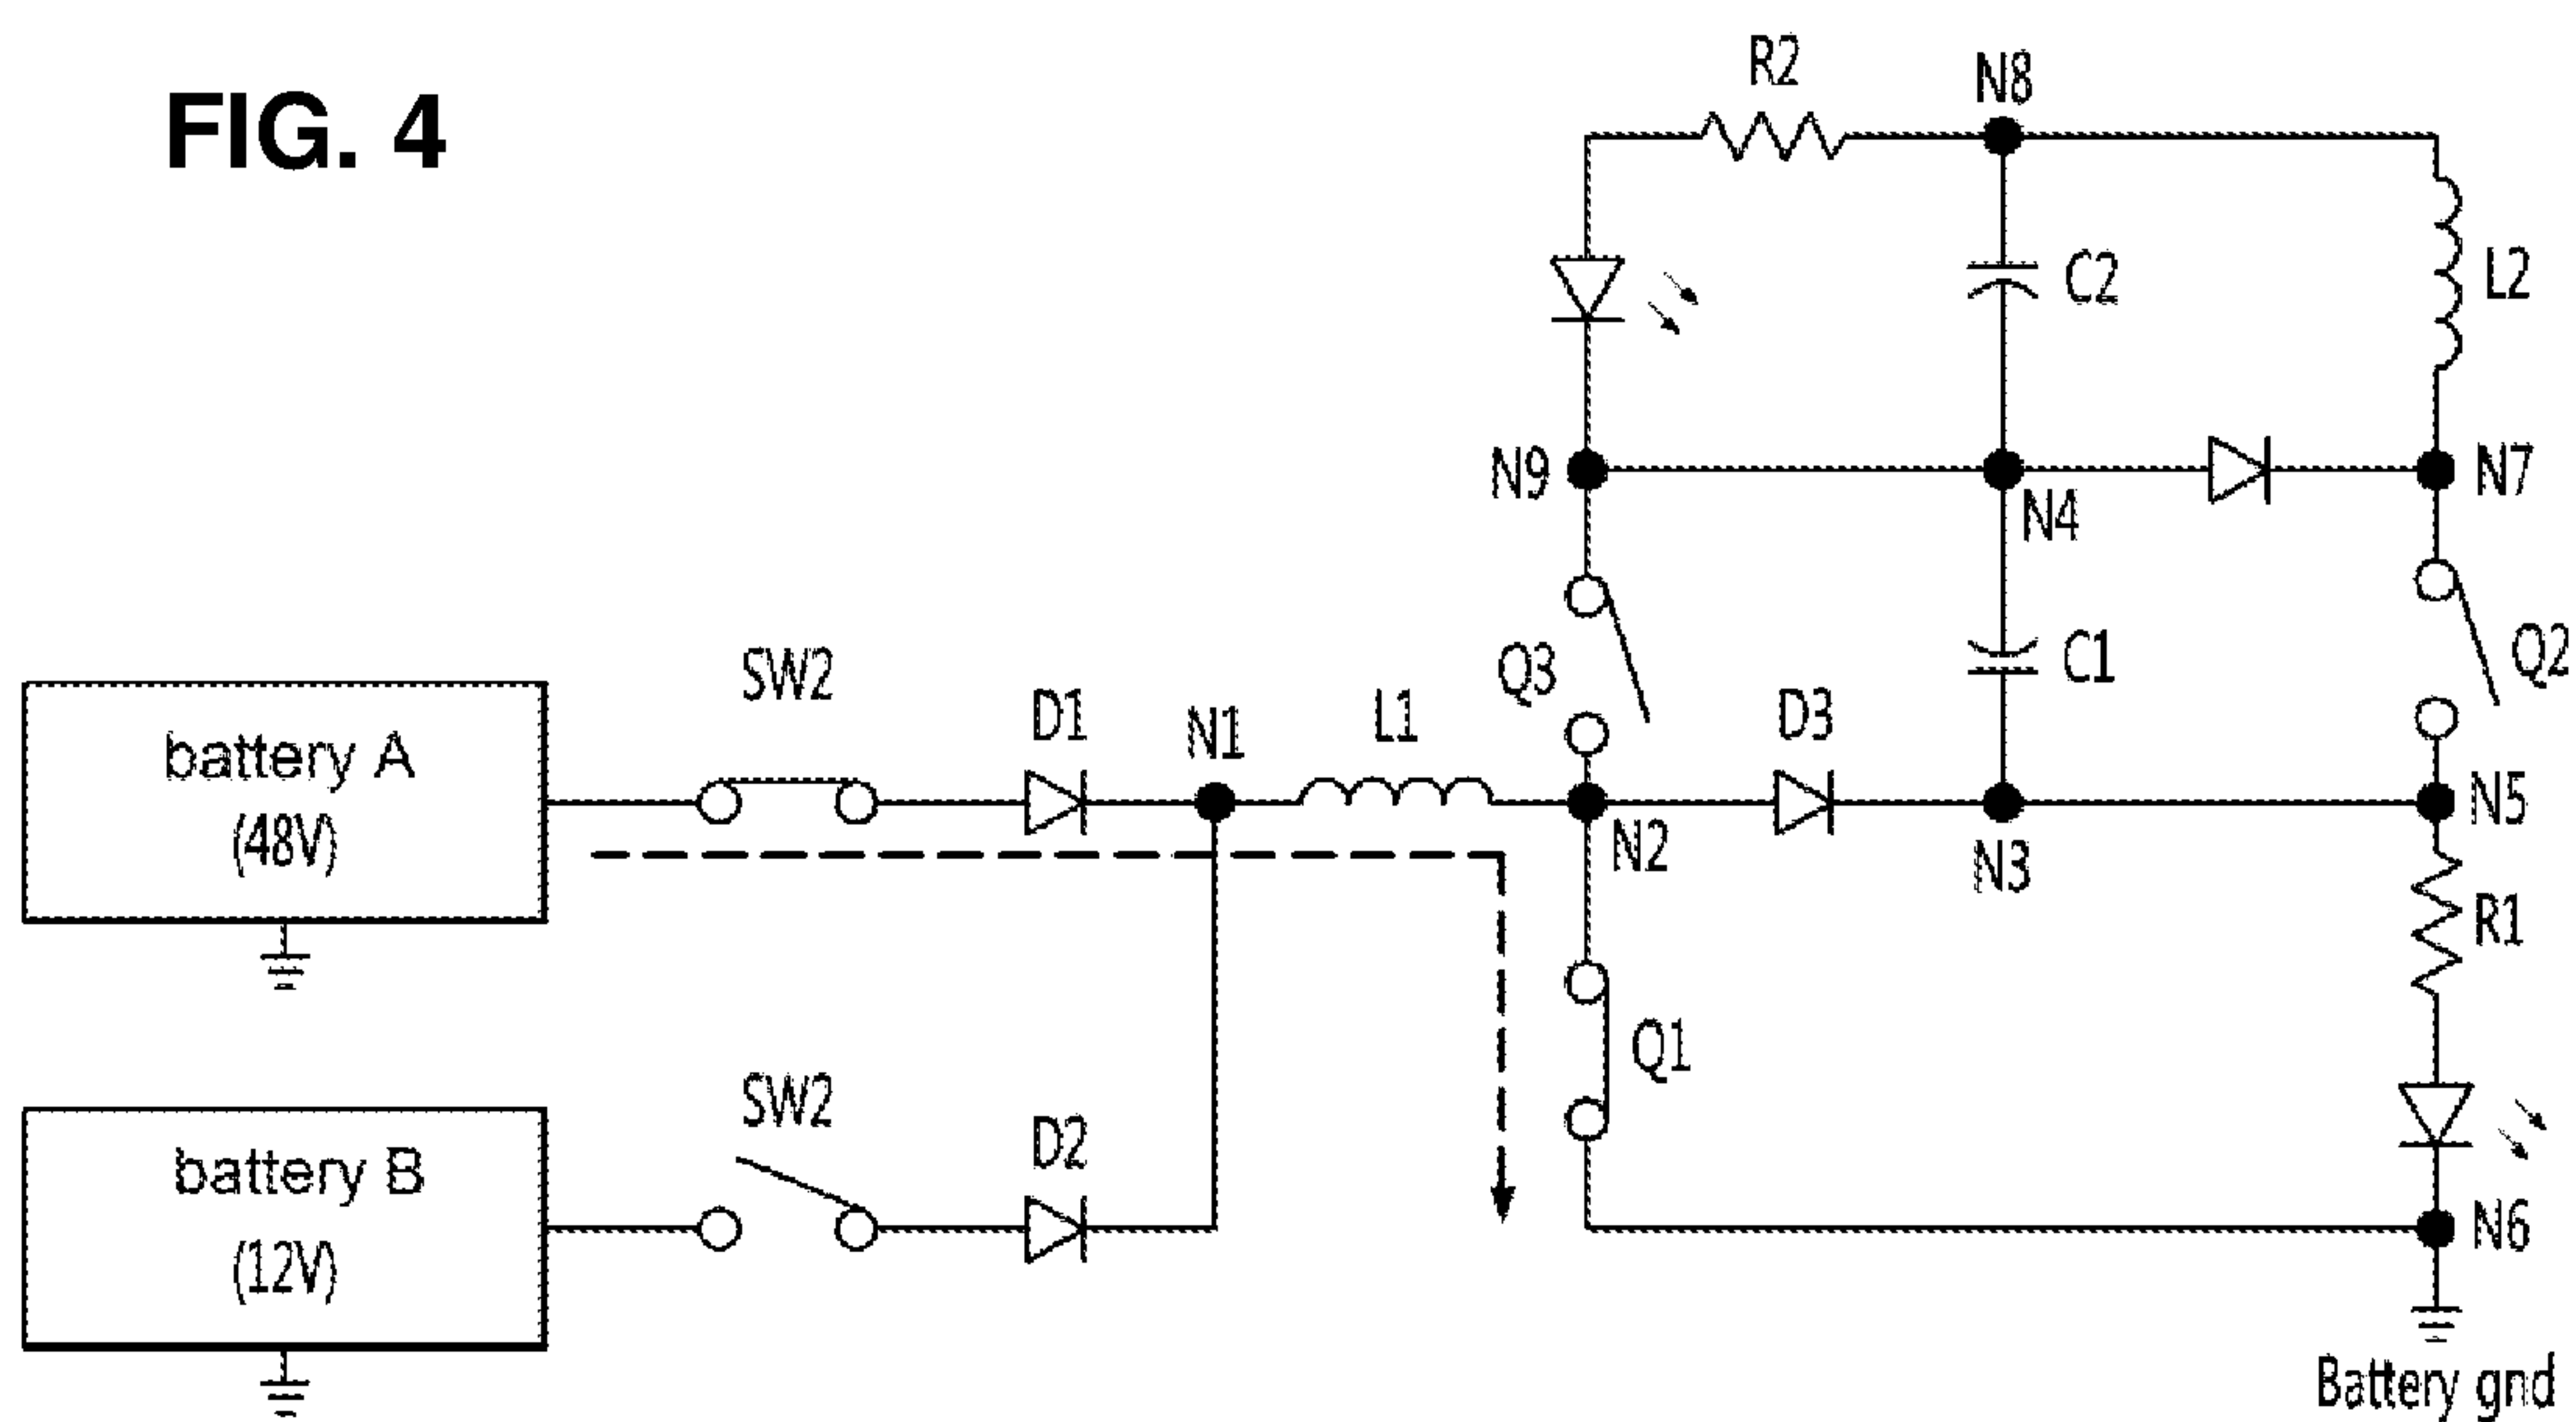 FIG. 4
R2
N8
C2
L2
N9
N4
N7
Q3
C1
Q2
SW2
D1
N1
L1
D3
battery A
(48V)
N2
N3
N5
R1
Q1
SW2
D2
battery B
(12V)
N6
Battery gnd